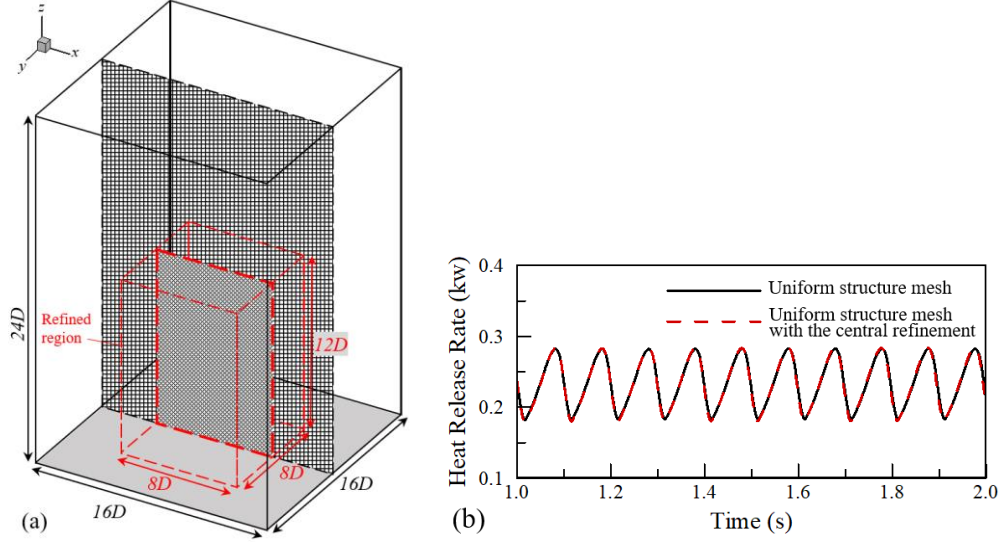 (a)
z
x
y
24D
Refined
region
12D
8D
8D
16D
16D
(b)
Heat Release Rate (kw)
0.4
0.3
0.2
0.1
Uniform structure mesh
Uniform structure mesh
with the central refinement
1.0
1.2
1.4
1.6
1.8
2.0
Time (s)